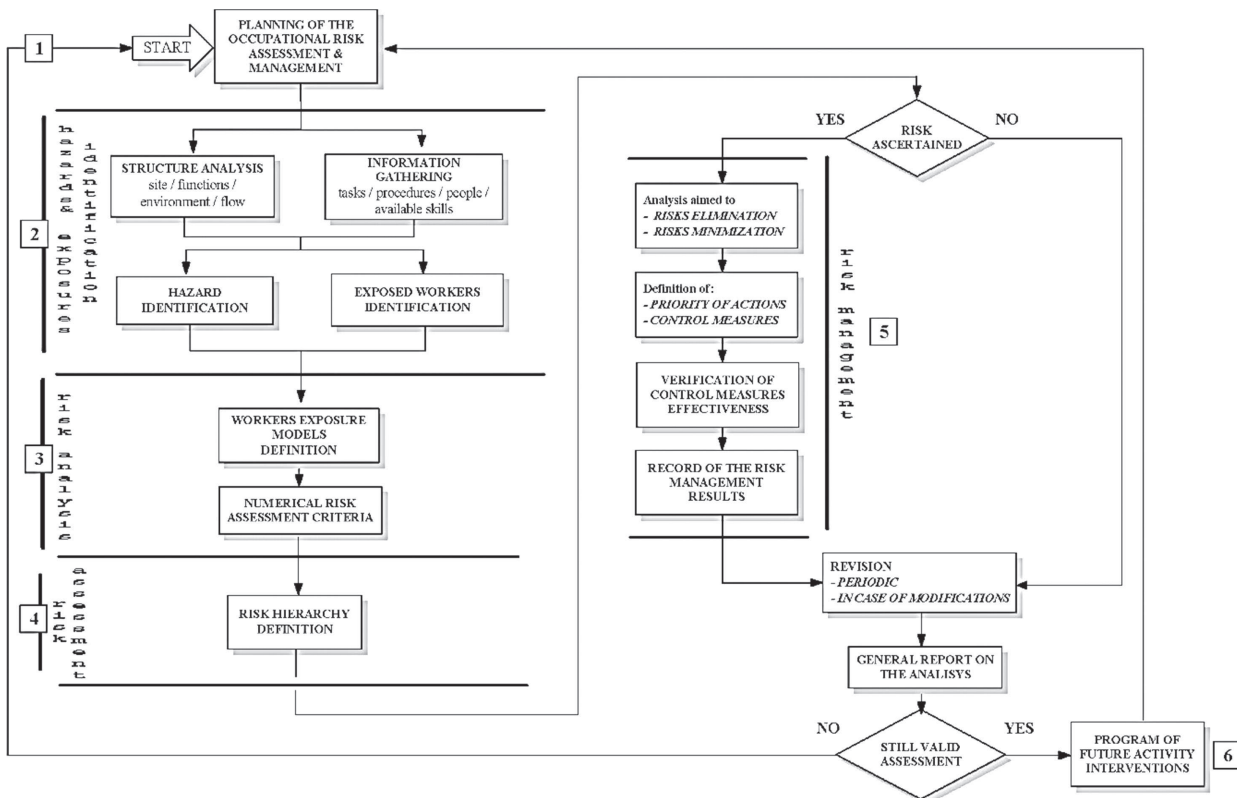 1
START
PLANNING OF THE
OCCUPATIONAL RISK
ASSESSMENT &
MANAGEMENT
2
hazards& exposures
identification
STRUCTURE ANALYSIS
site / functions /
environment / flow
INFORMATION
GATHERING
tasks / procedures / people /
available skills
HAZARD
IDENTIFICATION
EXPOSED WORKERS
IDENTIFICATION
3
risk analysis
WORKERS EXPOSURE
MODELS
DEFINITION
NUMERICAL RISK
ASSESSMENT CRITERIA
4
risk
assessment
RISK HIERARCHY
DEFINITION
YES
RISK
ASCERTAINED
NO
Analysis aimed to
- RISKS ELIMINATION
- RISKS MINIMIZATION
Definition of:
- PRIORITY OF ACTIONS
- CONTROL MEASURES
VERIFICATION OF
CONTROL MEASURES
EFFECTIVENESS
RECORD OF THE RISK
MANAGEMENT
RESULTS
risk management
5
REVISION
- PERIODIC
- IN CASE OF MODIFICATIONS
GENERAL REPORT ON
THE ANALISYS
NO
STILL VALID
ASSESSMENT
YES
PROGRAM OF
FUTURE ACTIVITY
INTERVENTIONS
6